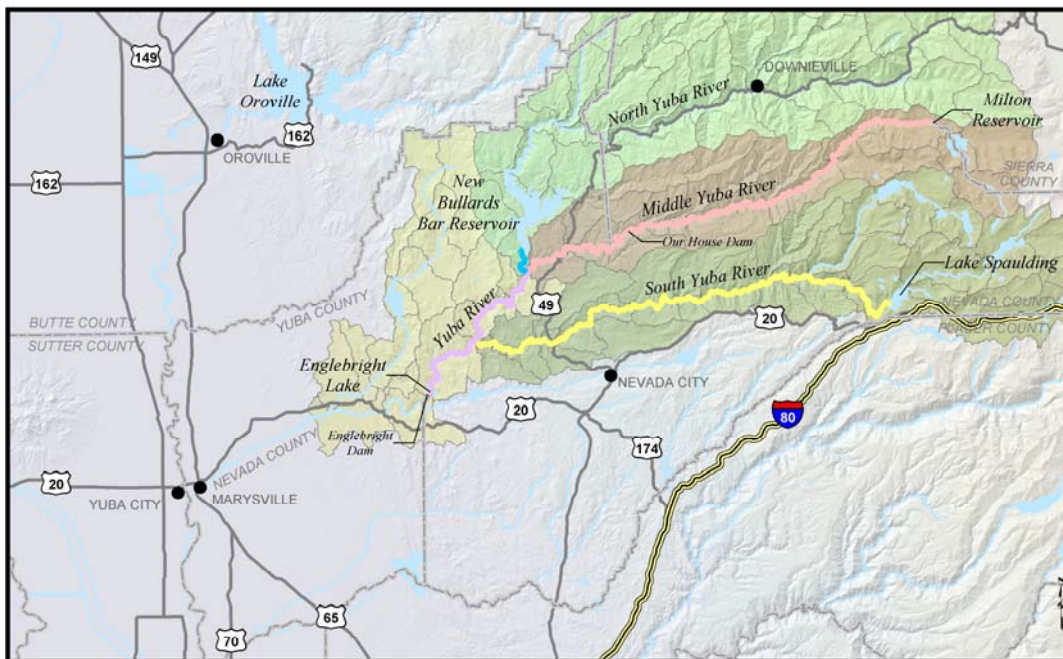 149
Lake
Oroville
162
OROVILLE
162
DOWNIEVILLE
North Yuba River
Milton
Reservoir
SIERRA
COUNTY
New
Bullards
Bar Reservoir
Middle Yuba River
Our House Dam
South Yuba River
Lake Spaulding
YUBA COUNTY
Yuba River
49
20
NEVADA COUNTY
PLACER COUNTY
BUTTE COUNTY
SUTTER COUNTY
Englebright
Lake
NEVADA CITY
20
80
Englebright
Dam
174
NEVADA COUNTY
20
YUBA CITY
MARYSVILLE
65
70